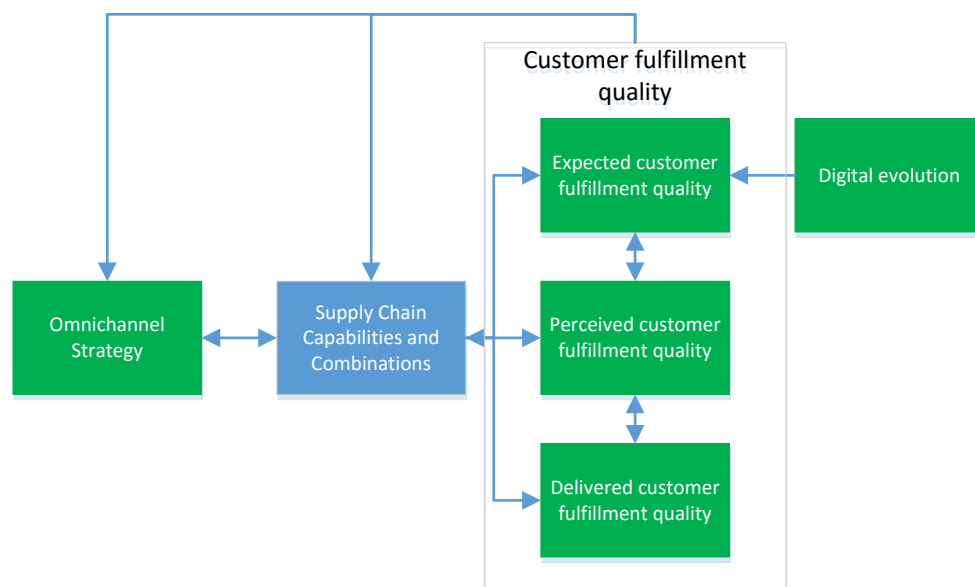 Customer fulfillment
quality
Expected customer
fulfillment quality
Digital evolution
Omnichannel
Strategy
Supply Chain
Capabilities and
Combinations
Perceived customer
fulfillment quality
Delivered customer
fulfillment quality